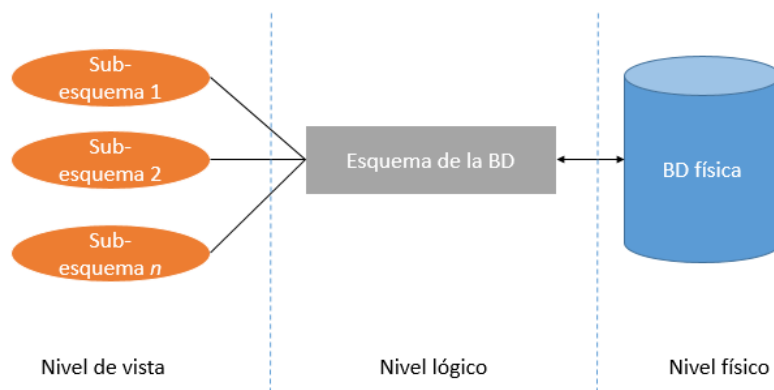 Sub-
esquema 1
Sub-
esquema 2
Sub-
esquema n
Esquema de la BD
BD física
Nivel de vista
Nivel lógico
Nivel físico